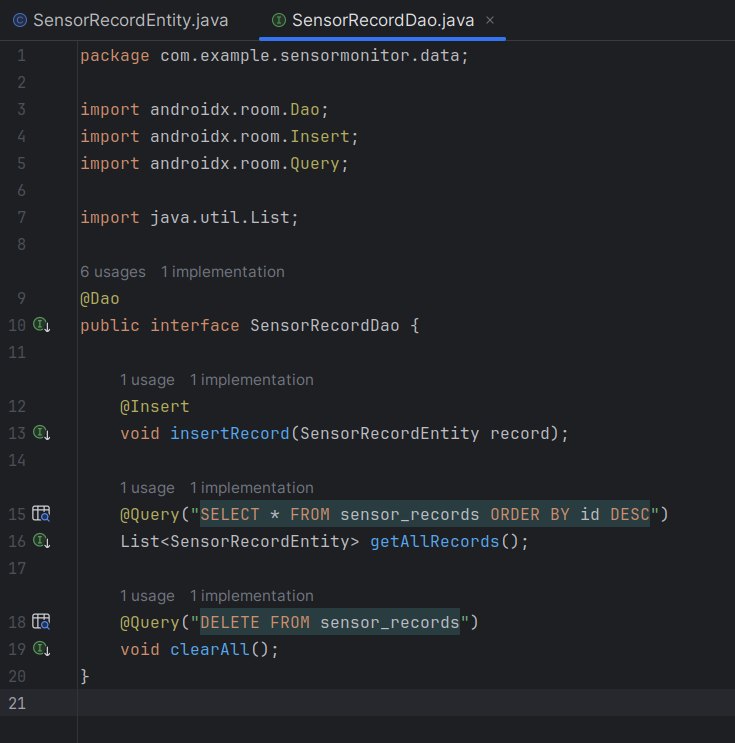 SensorRecordEntity.java SensorRecordDao.java
1 package com.example.sensormonitor.data;
2
3 import androidx.room.Dao;
4 import androidx.room.Insert;
5 import androidx.room.Query;
6
7 import java.util.List;
8
6 usages 1 implementation
9 @Dao
10 public interface SensorRecordDao {
11
1 usage 1 implementation
12 @Insert
13 void insertRecord(SensorRecordEntity record);
14
1 usage 1 implementation
15 @Query("SELECT * FROM sensor_records ORDER BY id DESC")
16 List<SensorRecordEntity> getAllRecords();
17
1 usage 1 implementation
18 @Query("DELETE FROM sensor_records")
19 void clearAll();
20 }
21